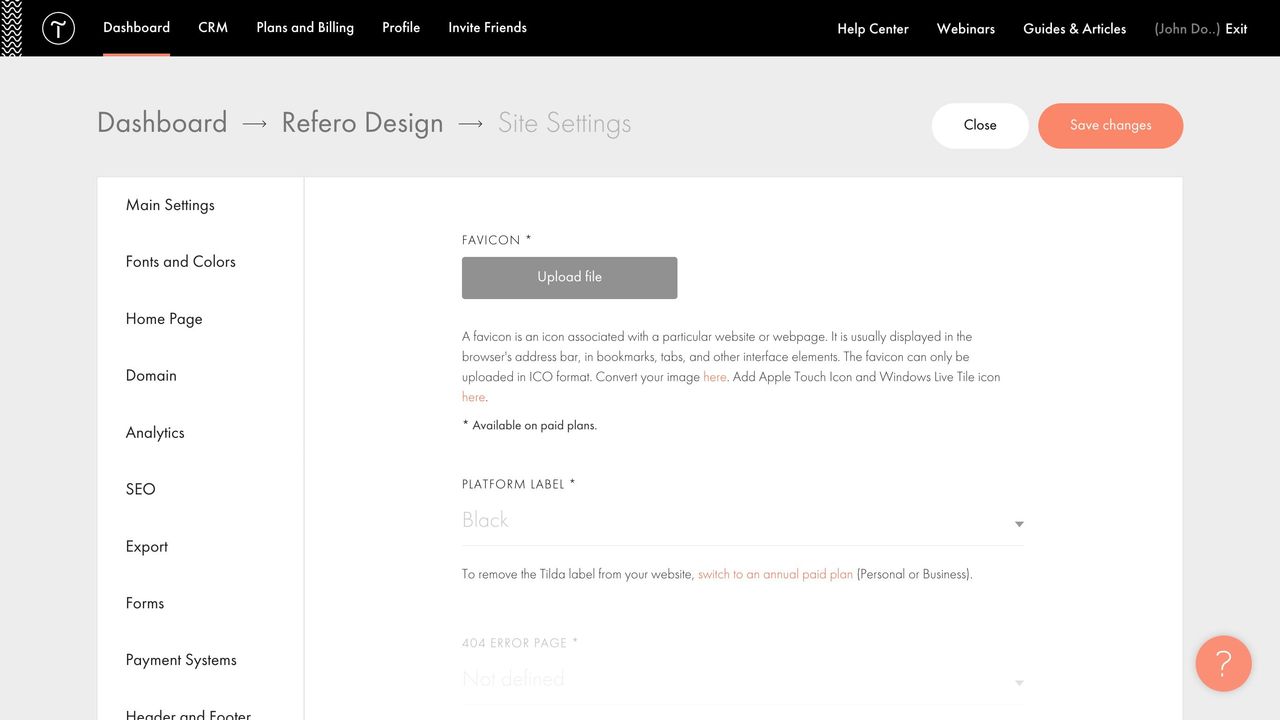 Dashboard CRM Plans and Billing Profile Invite Friends Help Center Webinars Guides & Articles (John Do..) Exit
Dashboard → Refero Design → Site Settings
Close
Save changes
Main Settings
Fonts and Colors
Home Page
Domain
Analytics
SEO
Export
Forms
Payment Systems
Header and Footer
FAVICON *
Upload file
A favicon is an icon associated with a particular website or webpage. It is usually displayed in the
browser's address bar, in bookmarks, tabs, and other interface elements. The favicon can only be
uploaded in ICO format. Convert your image here. Add Apple Touch Icon and Windows Live Tile icon
here.
* Available on paid plans.
PLATFORM LABEL *
Black
To remove the Tilda label from your website, switch to an annual paid plan (Personal or Business).
404 ERROR PAGE *
Not defined
?